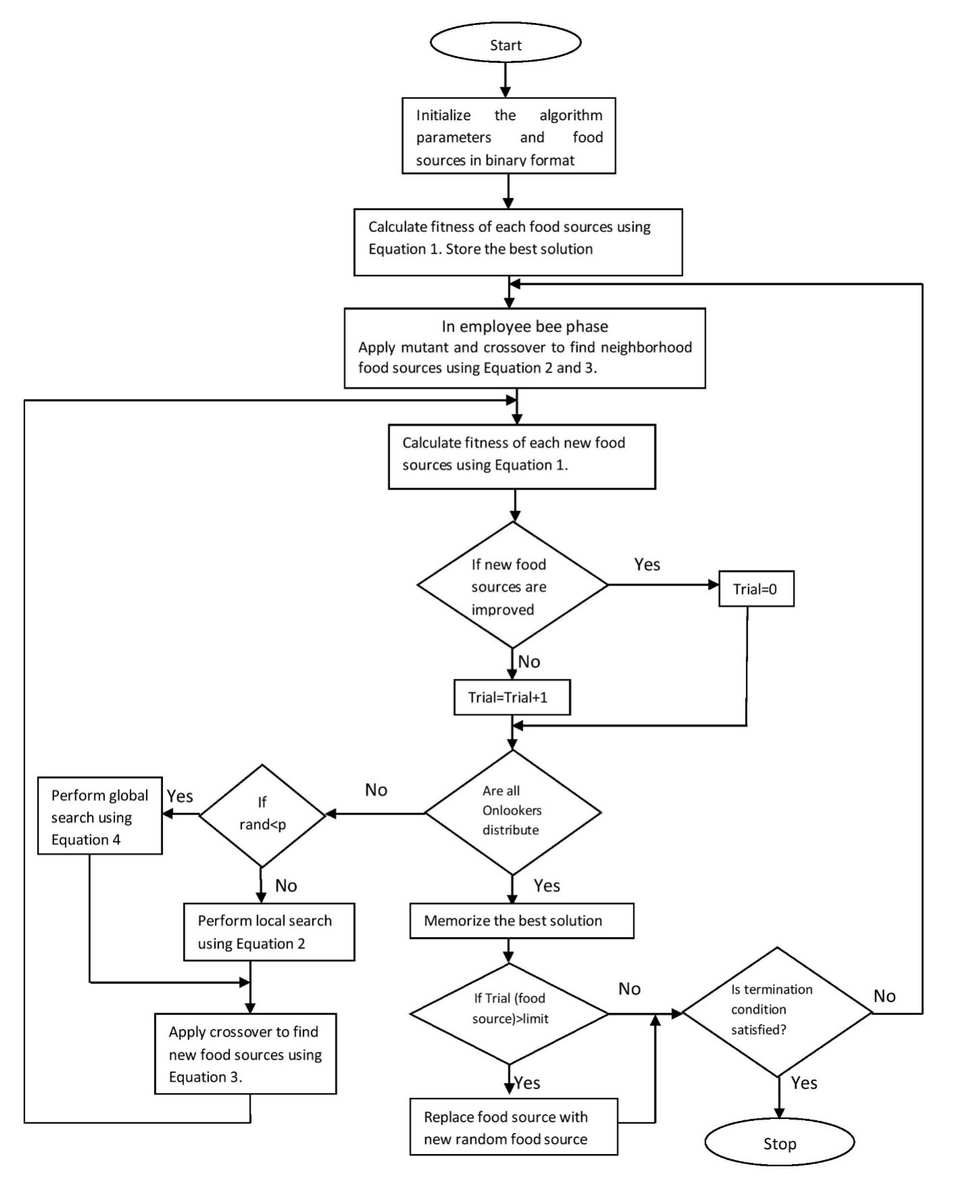 Start
Initialize the algorithm
parameters and food
sources in binary format
Calculate fitness of each food sources using
Equation 1. Store the best solution
In employee bee phase
Apply mutant and crossover to find neighborhood
food sources using Equation 2 and 3.
Calculate fitness of each new food
sources using Equation 1.
If new food
sources are
improved
Yes
Trial=0
No
Trial=Trial+1
Are all
Onlookers
distribute
No
If
rand<p
Yes
Perform global
search using
Equation 4
No
Perform local search
using Equation 2
Apply crossover to find
new food sources using
Equation 3.
Yes
Memorize the best solution
If Trial (food
source)>limit
No
Yes
Replace food source with
new random food source
Is termination
condition
satisfied?
No
Yes
Stop